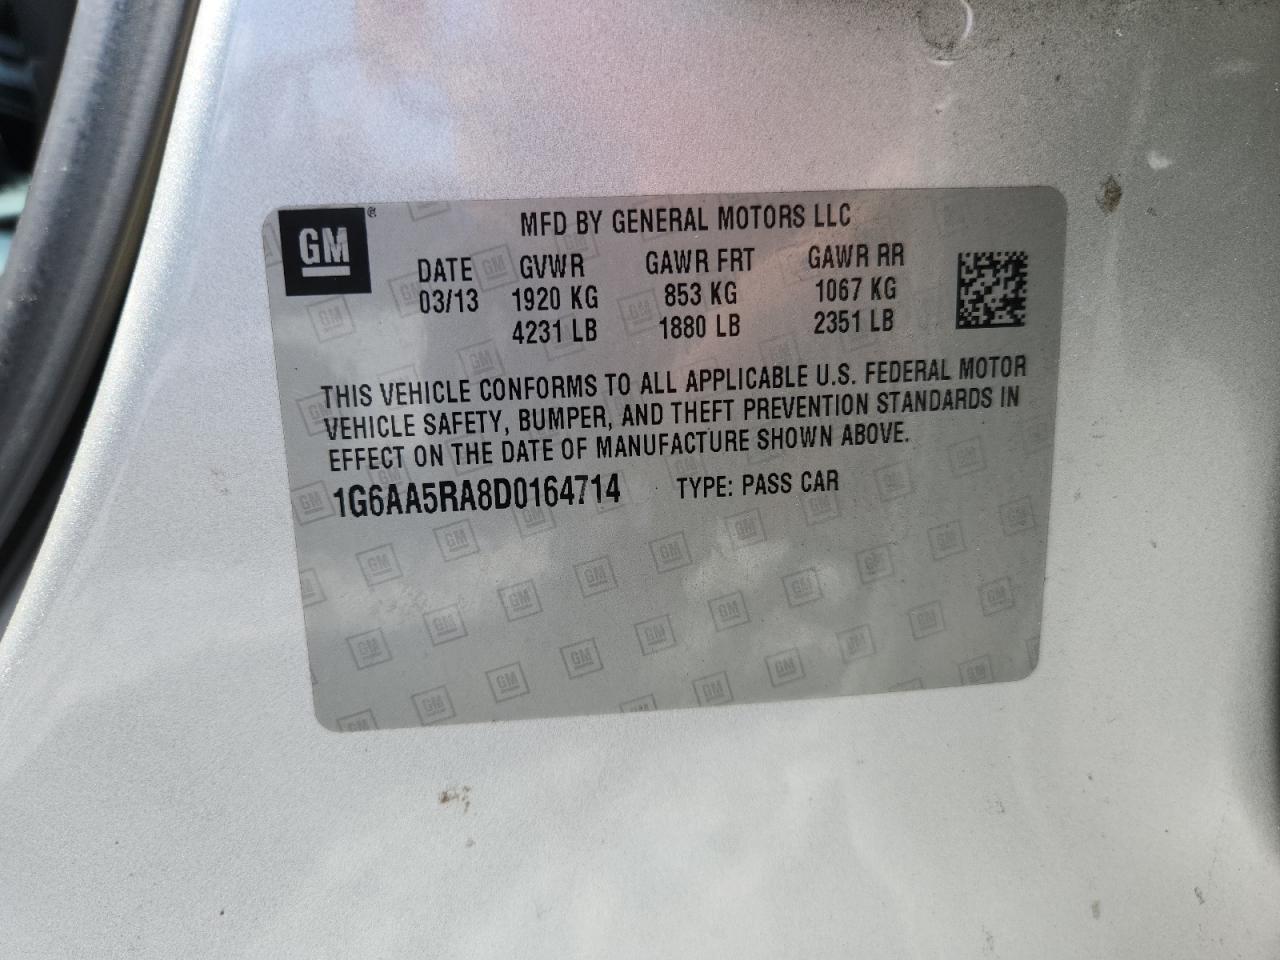 GM®
MFD BY GENERAL MOTORS LLC
DATE GVWR GAWR FRT GAWR RR
03/13 1920 KG 853 KG 1067 KG
4231 LB 1880 LB 2351 LB
THIS VEHICLE CONFORMS TO ALL APPLICABLE U.S. FEDERAL MOTOR
VEHICLE SAFETY, BUMPER, AND THEFT PREVENTION STANDARDS IN
EFFECT ON THE DATE OF MANUFACTURE SHOWN ABOVE.
1G6AA5RA8D0164714 TYPE: PASS CAR